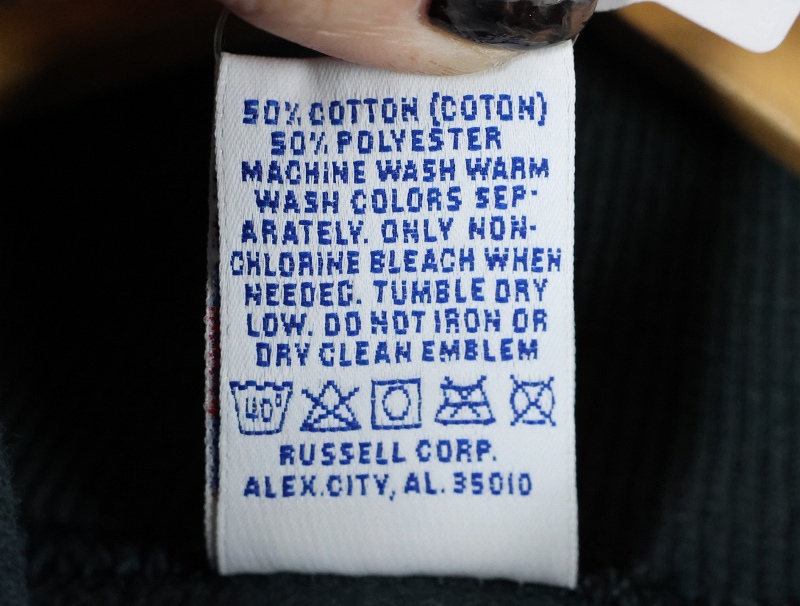 50% COTTON (COTON)
50% POLYESTER
MACHINE WASH WARM
WASH COLORS SEP-
ARATELY. ONLY NON-
CHLORINE BLEACH WHEN
NEEDED. TUMBLE DRY
LOW. DO NOT IRON OR
DRY CLEAN EMBLEM
40°
RUSSELL CORP.
ALEX.CITY, AL. 35010